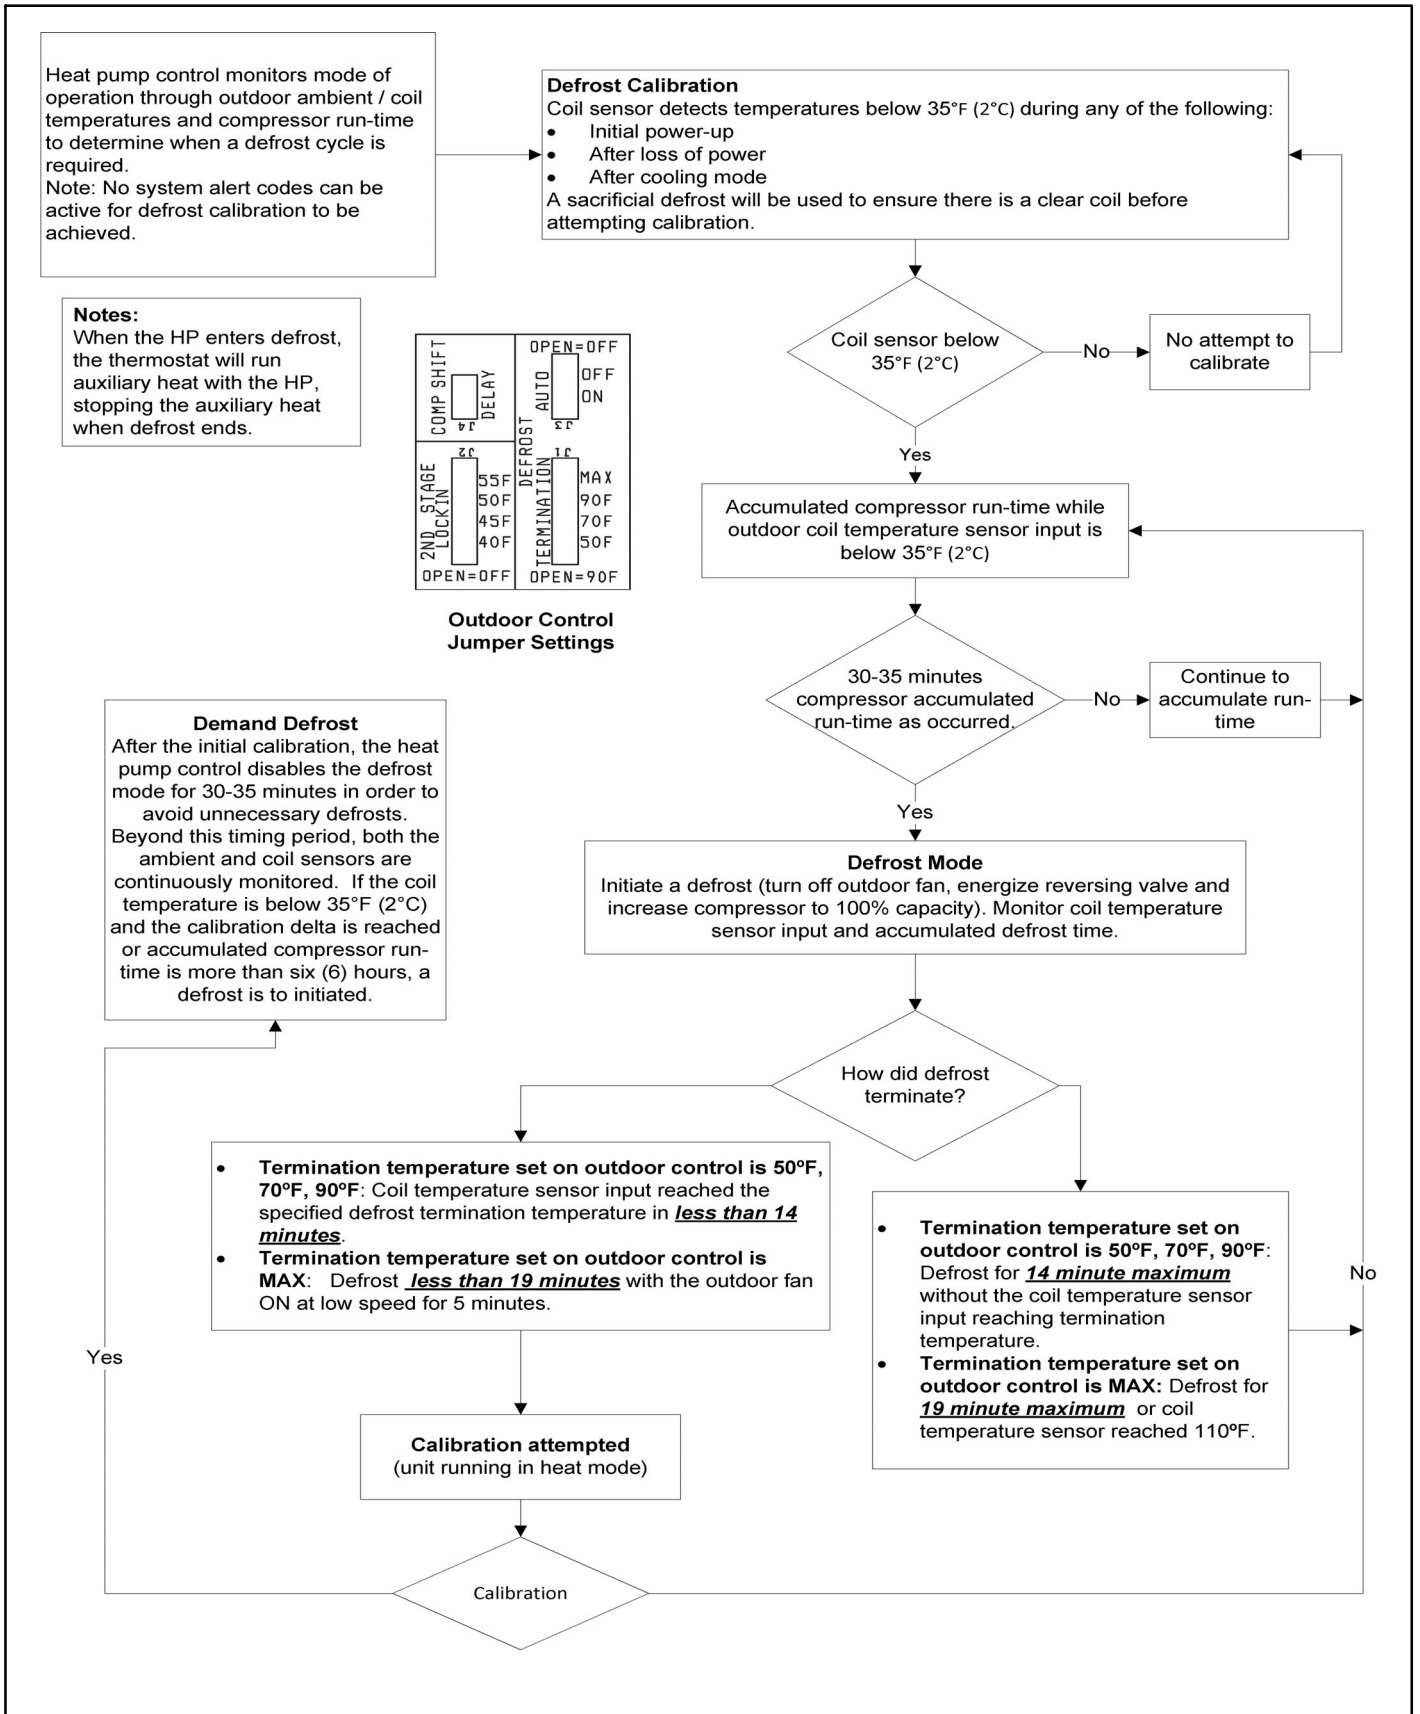 Heat pump control monitors mode of
operation through outdoor ambient / coil
temperatures and compressor run-time
to determine when a defrost cycle is
required.
Note: No system alert codes can be
active for defrost calibration to be
achieved.
Defrost Calibration
Coil sensor detects temperatures below 35°F (2°C) during any of the following:
• Initial power-up
• After loss of power
• After cooling mode
A sacrificial defrost will be used to ensure there is a clear coil before
attempting calibration.
Notes:
When the HP enters defrost,
the thermostat will run
auxiliary heat with the HP,
stopping the auxiliary heat
when defrost ends.
COMP SHIFT
DELAY
J4
OPEN=OFF
AUTO
OFF
ON
J3
DEFROST
2ND STAGE
LOCKIN
J2
55F
50F
45F
40F
OPEN=OFF
TERMINATION
J1
MAX
90F
70F
50F
OPEN=90F
Outdoor Control
Jumper Settings
Coil sensor below
35°F (2°C)
No
No attempt to
calibrate
Yes
Accumulated compressor run-time while
outdoor coil temperature sensor input is
below 35°F (2°C)
30-35 minutes
compressor accumulated
run-time as occurred.
No
Continue to
accumulate run-
time
Yes
Demand Defrost
After the initial calibration, the heat
pump control disables the defrost
mode for 30-35 minutes in order to
avoid unnecessary defrosts.
Beyond this timing period, both the
ambient and coil sensors are
continuously monitored. If the coil
temperature is below 35°F (2°C)
and the calibration delta is reached
or accumulated compressor run-
time is more than six (6) hours, a
defrost is to initiated.
Defrost Mode
Initiate a defrost (turn off outdoor fan, energize reversing valve and
increase compressor to 100% capacity). Monitor coil temperature
sensor input and accumulated defrost time.
How did defrost
terminate?
• Termination temperature set on outdoor control is 50ºF,
70ºF, 90ºF: Coil temperature sensor input reached the
specified defrost termination temperature in less than 14
minutes.
• Termination temperature set on outdoor control is
MAX: Defrost less than 19 minutes with the outdoor fan
ON at low speed for 5 minutes.
• Termination temperature set on
outdoor control is 50ºF, 70ºF, 90ºF:
Defrost for 14 minute maximum
without the coil temperature sensor
input reaching termination
temperature.
• Termination temperature set on
outdoor control is MAX: Defrost for
19 minute maximum or coil
temperature sensor reached 110ºF.
No
Yes
Calibration attempted
(unit running in heat mode)
Calibration